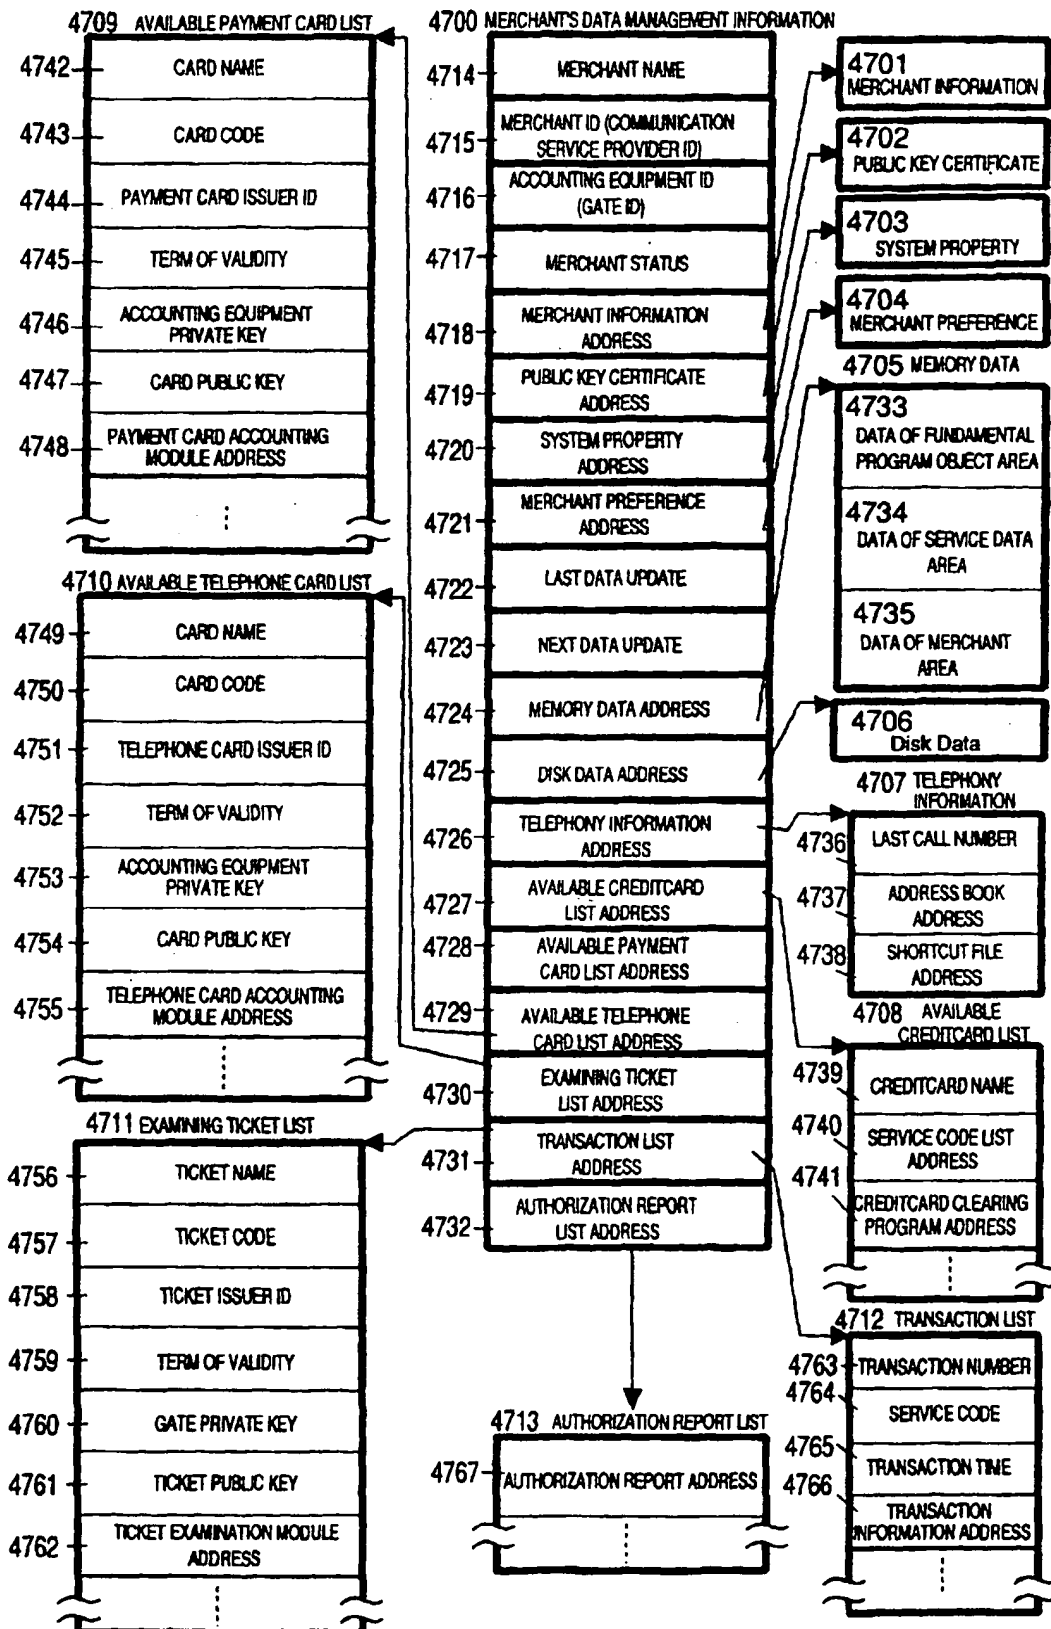 4709 AVAILABLE PAYMENT CARD LIST
4742 CARD NAME
4743 CARD CODE
4744 PAYMENT CARD ISSUER ID
4745 TERM OF VALIDITY
4746 ACCOUNTING EQUIPMENT
PRIVATE KEY
4747 CARD PUBLIC KEY
4748 PAYMENT CARD ACCOUNTING
MODULE ADDRESS
4710 AVAILABLE TELEPHONE CARD LIST
4749 CARD NAME
4750 CARD CODE
4751 TELEPHONE CARD ISSUER ID
4752 TERM OF VALIDITY
4753 ACCOUNTING EQUIPMENT
PRIVATE KEY
4754 CARD PUBLIC KEY
4755 TELEPHONE CARD ACCOUNTING
MODULE ADDRESS
4711 EXAMINING TICKET LIST
4756 TICKET NAME
4757 TICKET CODE
4758 TICKET ISSUER ID
4759 TERM OF VALIDITY
4760 GATE PRIVATE KEY
4761 TICKET PUBLIC KEY
4762 TICKET EXAMINATION MODULE
ADDRESS
4700 MERCHANT'S DATA MANAGEMENT INFORMATION
4714 MERCHANT NAME
4715 MERCHANT ID (COMMUNICATION
SERVICE PROVIDER ID)
4716 ACCOUNTING EQUIPMENT ID
(GATE ID)
4717 MERCHANT STATUS
4718 MERCHANT INFORMATION
ADDRESS
4719 PUBLIC KEY CERTIFICATE
ADDRESS
4720 SYSTEM PROPERTY
ADDRESS
4721 MERCHANT PREFERENCE
ADDRESS
4722 LAST DATA UPDATE
4723 NEXT DATA UPDATE
4724 MEMORY DATA ADDRESS
4725 DISK DATA ADDRESS
4726 TELEPHONY INFORMATION
ADDRESS
4727 AVAILABLE CREDITCARD
LIST ADDRESS
4728 AVAILABLE PAYMENT
CARD LIST ADDRESS
4729 AVAILABLE TELEPHONE
CARD LIST ADDRESS
4730 EXAMINING TICKET
LIST ADDRESS
4731 TRANSACTION LIST
ADDRESS
4732 AUTHORIZATION REPORT
LIST ADDRESS
4713 AUTHORIZATION REPORT LIST
4767 AUTHORIZATION REPORT ADDRESS
4701
MERCHANT INFORMATION
4702
PUBLIC KEY CERTIFICATE
4703
SYSTEM PROPERTY
4704
MERCHANT PREFERENCE
4705 MEMORY DATA
4733
DATA OF FUNDAMENTAL
PROGRAM OBJECT AREA
4734
DATA OF SERVICE DATA
AREA
4735
DATA OF MERCHANT
AREA
4706
Disk Data
4707 TELEPHONY
INFORMATION
4736 LAST CALL NUMBER
4737 ADDRESS BOOK
ADDRESS
4738 SHORTCUT FILE
ADDRESS
4708 AVAILABLE
CREDITCARD LIST
4739 CREDITCARD NAME
4740 SERVICE CODE LIST
ADDRESS
4741 CREDITCARD CLEARING
PROGRAM ADDRESS
4712 TRANSACTION LIST
4763 TRANSACTION NUMBER
4764 SERVICE CODE
4765 TRANSACTION TIME
4766 TRANSACTION
INFORMATION ADDRESS